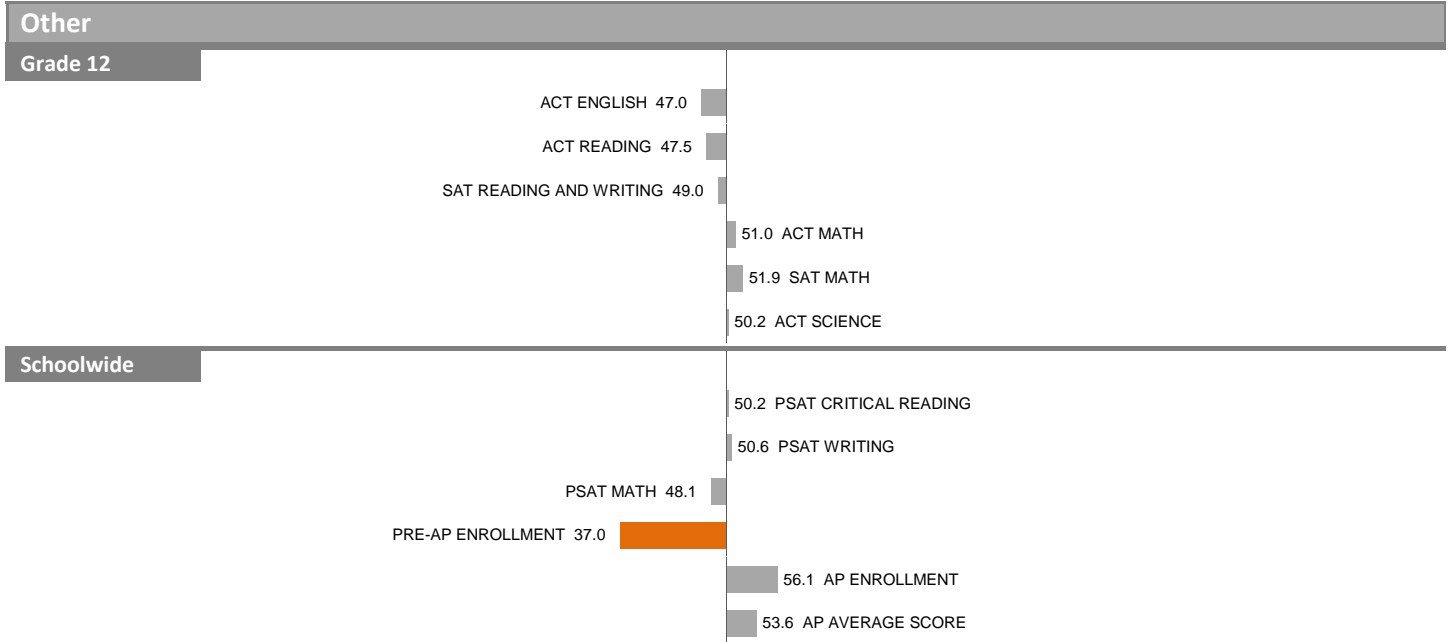 Other
Grade 12
ACT ENGLISH 47.0
ACT READING 47.5
SAT READING AND WRITING 49.0
51.0 ACT MATH
51.9 SAT MATH
50.2 ACT SCIENCE
Schoolwide
50.2 PSAT CRITICAL READING
50.6 PSAT WRITING
PSAT MATH 48.1
PRE-AP ENROLLMENT 37.0
56.1 AP ENROLLMENT
53.6 AP AVERAGE SCORE